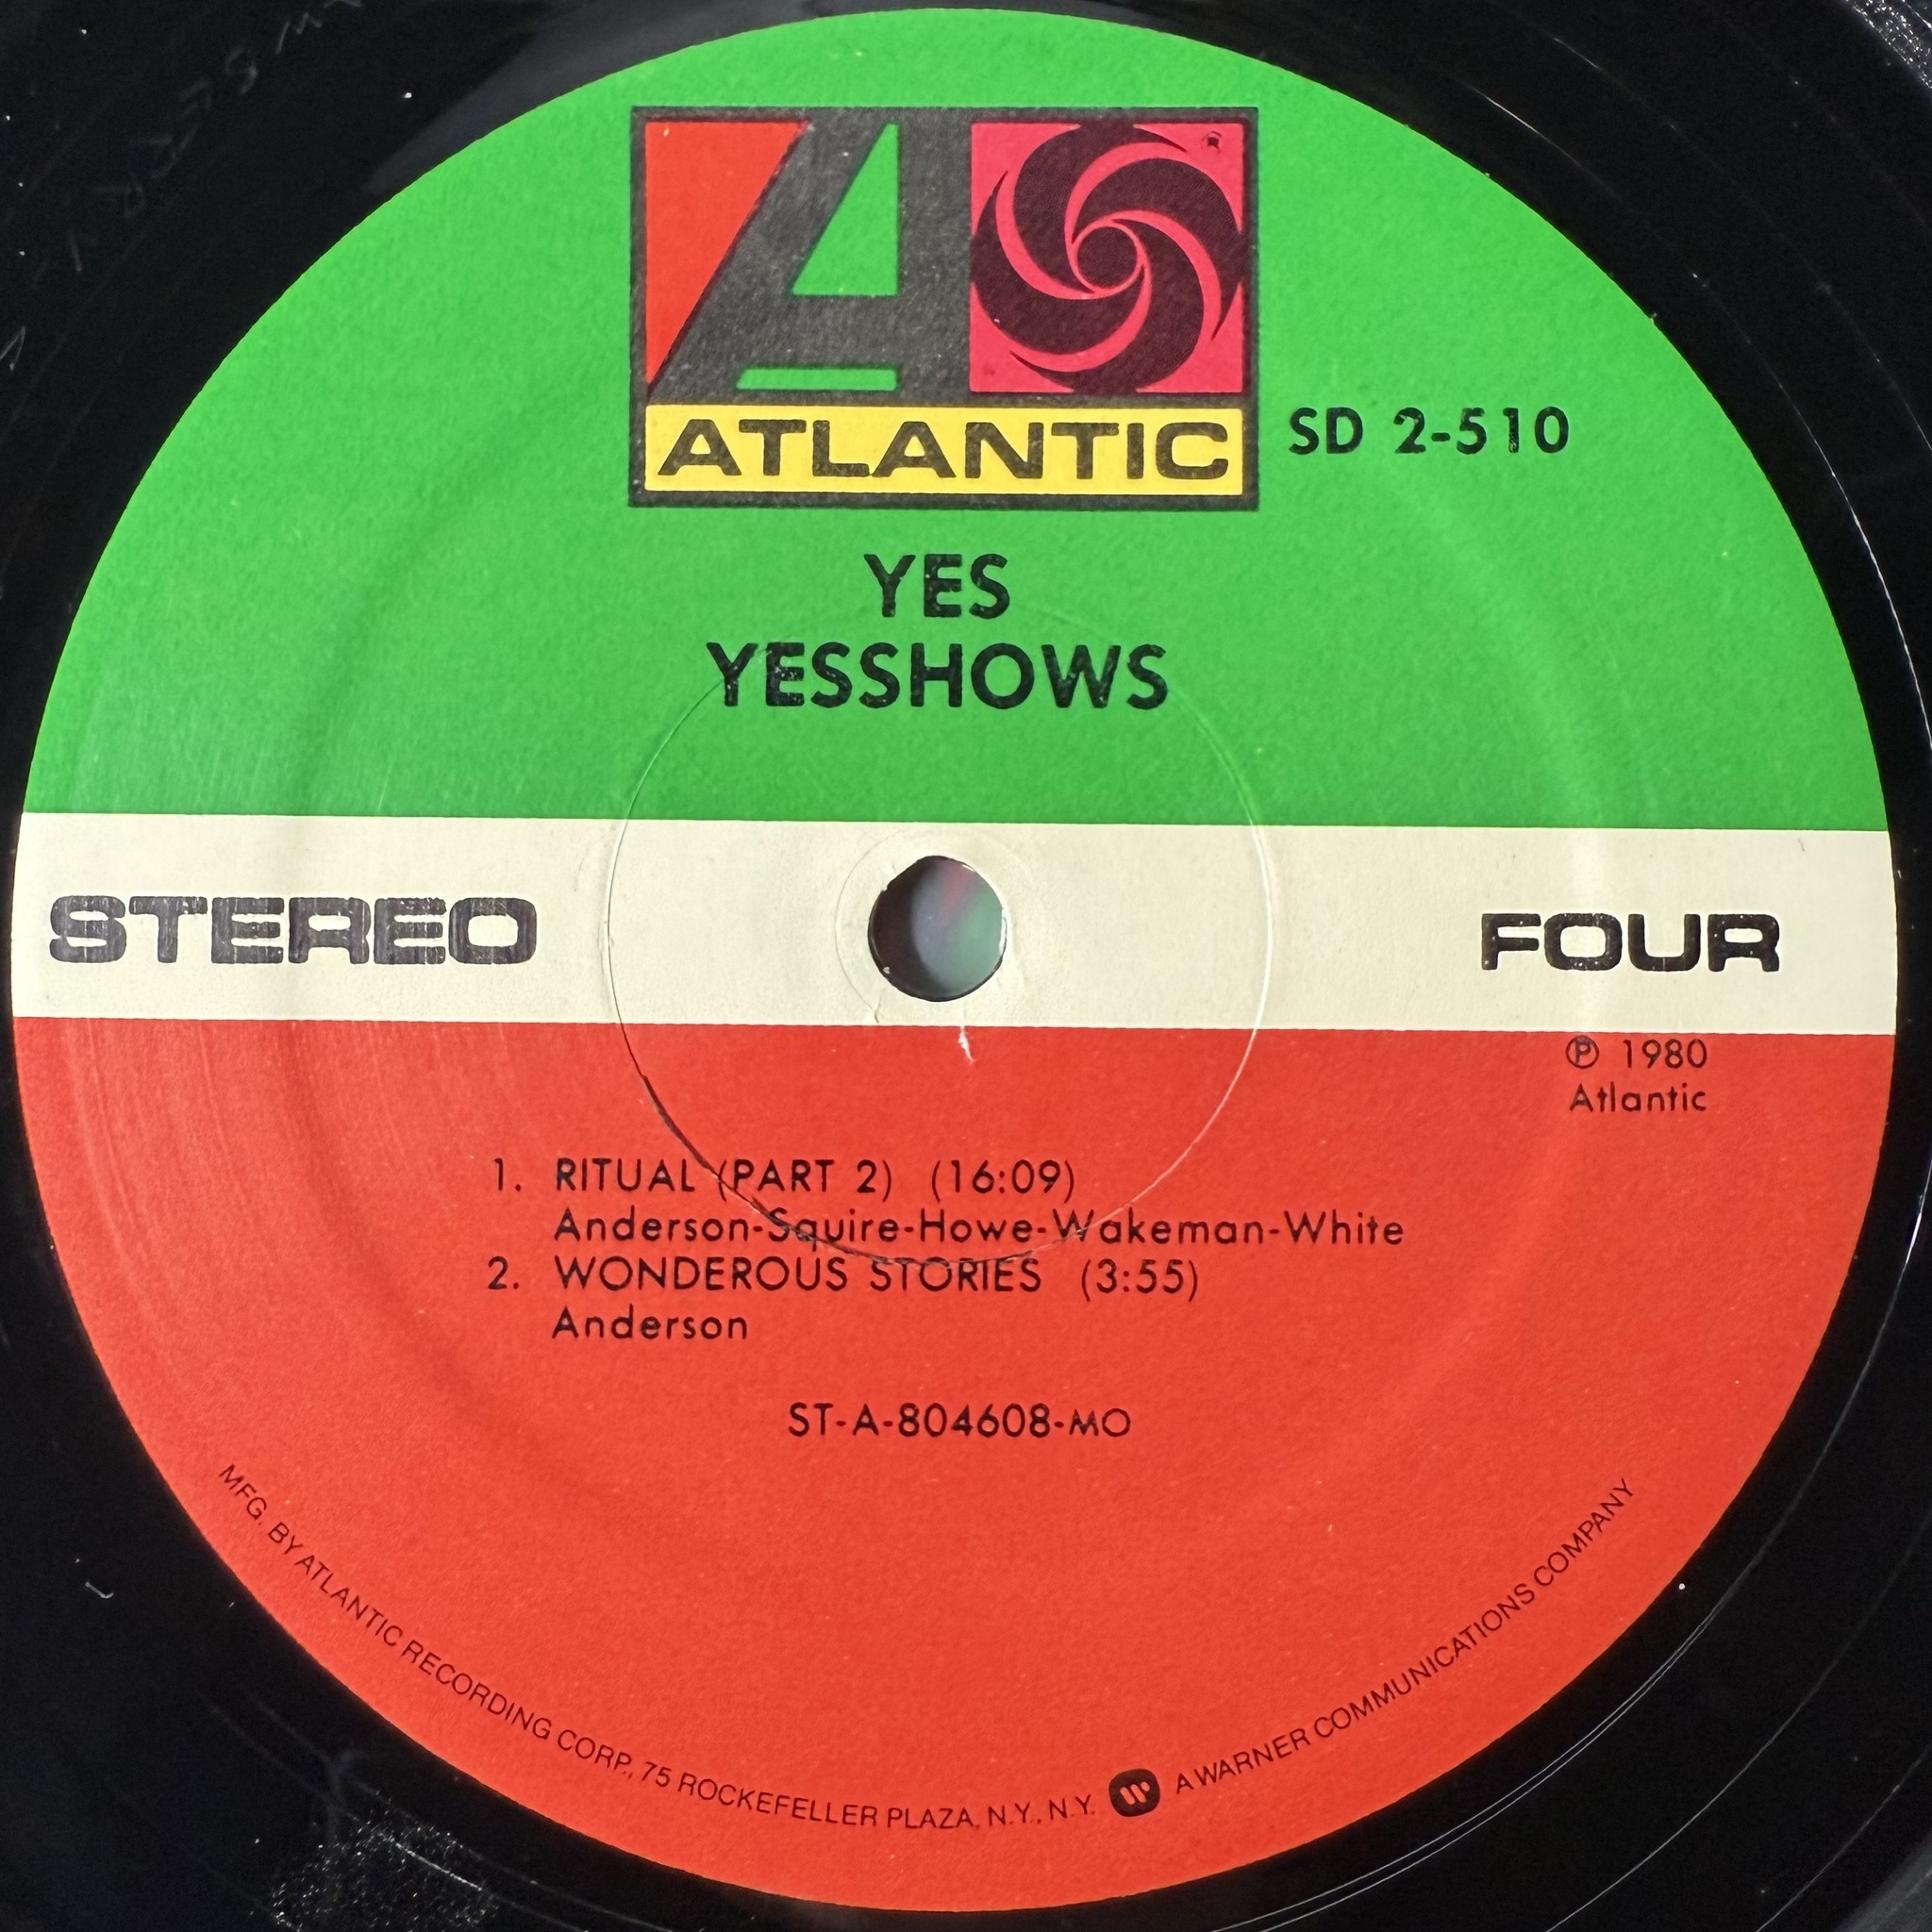 ATLANTIC
SD 2-510
YES
YESSHOWS
STEREO
FOUR
℗ 1980
Atlantic
1. RITUAL (PART 2) (16:09)
Anderson-Squire-Howe-Wakeman-White
2. WONDEROUS STORIES (3:55)
Anderson
ST-A-804608-MO
MFG. BY ATLANTIC RECORDING CORP., 75 ROCKEFELLER PLAZA, N.Y., N.Y. A WARNER COMMUNICATIONS COMPANY